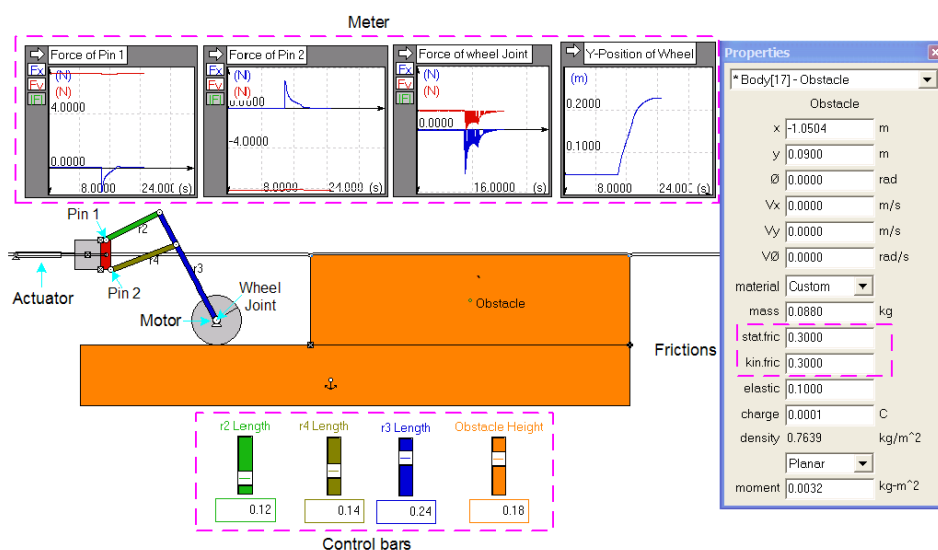 Meter
Force of Pin 1
Fx
Fy
|F|
(N)
(N)
4.0000
0.0000
8.0000
24.000 (s)
Force of Pin 2
Fx
Fy
|F|
(N)
(N)
0.0000
-4.0000
8.0000
24.000 (s)
Force of wheel Joint
Fx
Fy
|F|
(N)
(N)
0.0000
16.0000 (s)
Y-Position of Wheel
(m)
0.2000
0.1000
8.0000
24.000 (s)
Properties
* Body[17] - Obstacle
Obstacle
x -1.0504 m
y 0.0900 m
Ø 0.0000 rad
Vx 0.0000 m/s
Vy 0.0000 m/s
VØ 0.0000 rad/s
material Custom
mass 0.0880 kg
stat.fric 0.3000
kin.fric 0.3000
elastic 0.1000
charge 0.0001 C
density 0.7639 kg/m^2
Planar
moment 0.0032 kg-m^2
Pin 1
r2
r4
r3
Pin 2
Actuator
Motor
Wheel
Joint
Obstacle
Frictions
r2 Length
r4 Length
r3 Length
Obstacle Height
0.12
0.14
0.24
0.18
Control bars